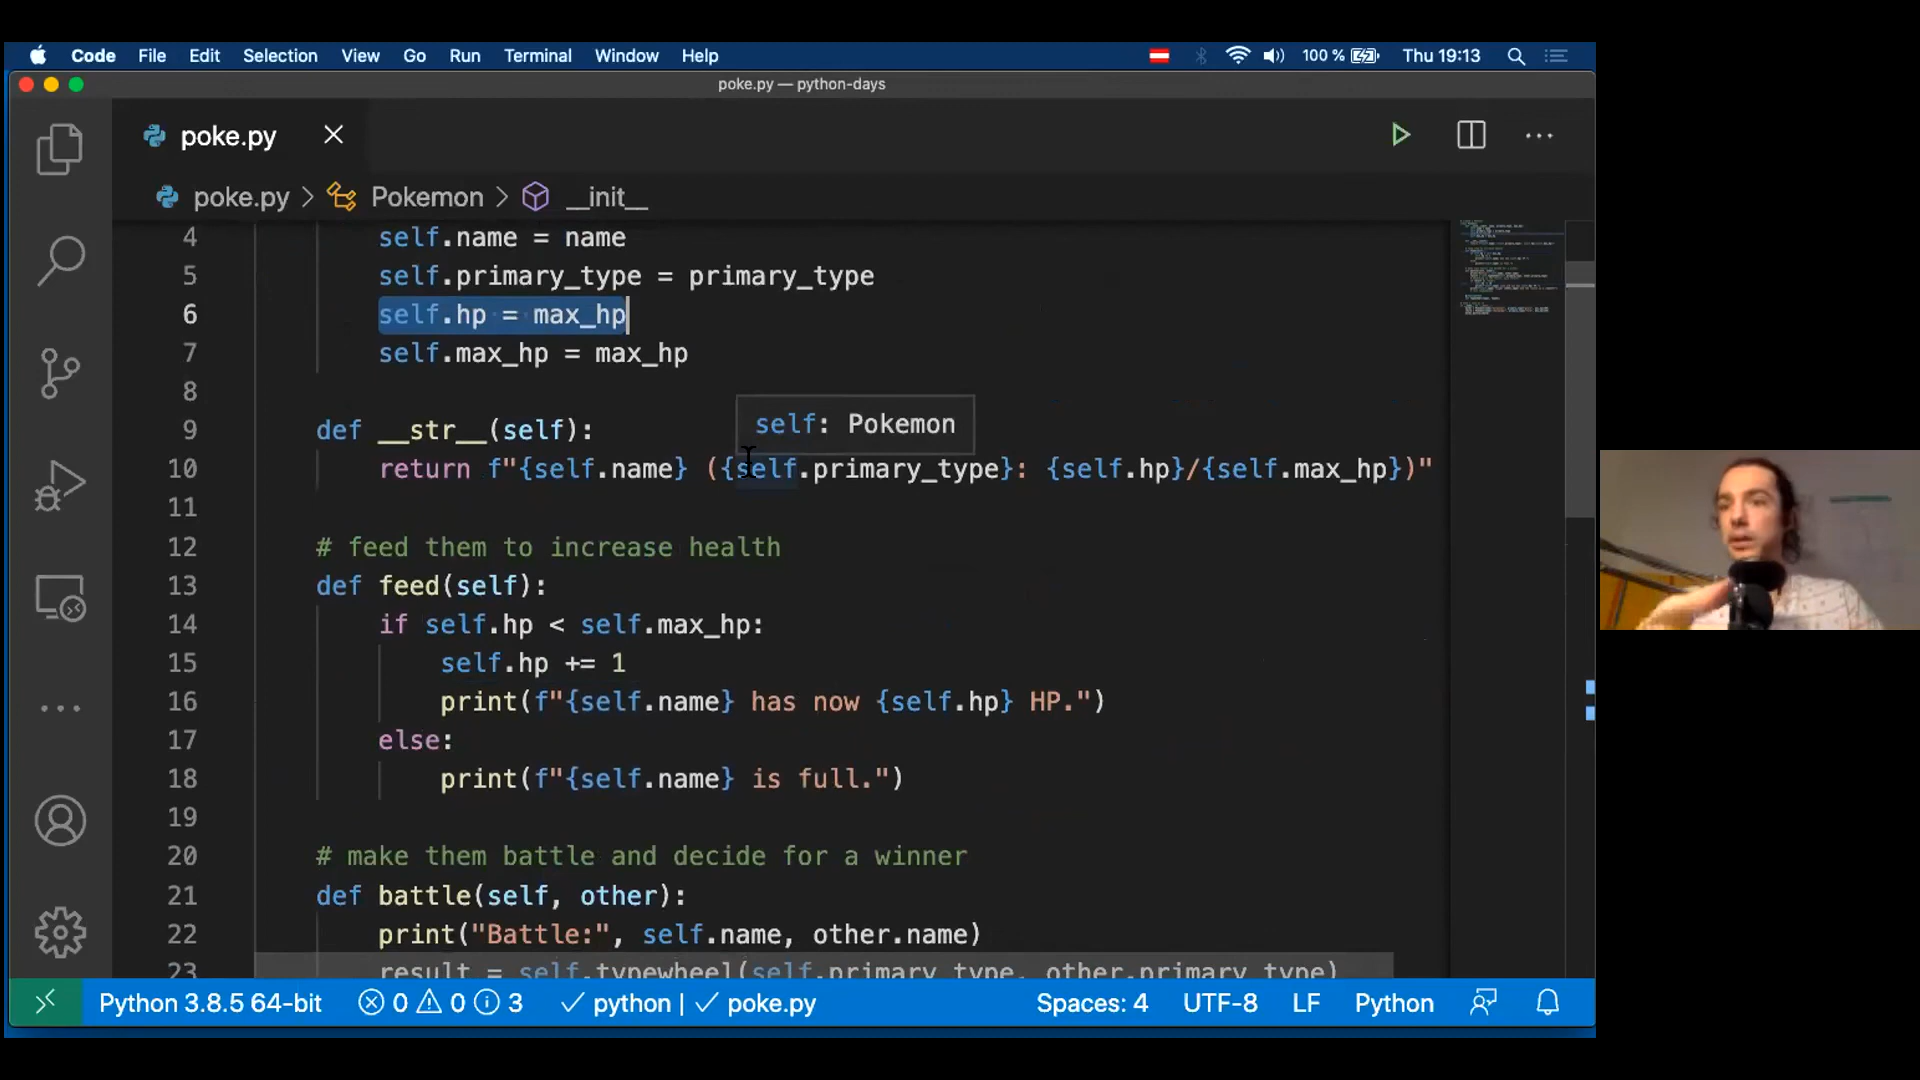 Code File Edit Selection View Go Run Terminal Window Help 100 % Thu 19:13
poke.py — python-days
poke.py
poke.py > Pokemon > __init__
4 self.name = name
5 self.primary_type = primary_type
6 self.hp = max_hp
7 self.max_hp = max_hp
8
self: Pokemon
9 def __str__(self):
10 return f"{self.name} ({self.primary_type}: {self.hp}/{self.max_hp})"
11
12 # feed them to increase health
13 def feed(self):
14 if self.hp < self.max_hp:
15 self.hp += 1
16 print(f"{self.name} has now {self.hp} HP.")
17 else:
18 print(f"{self.name} is full.")
19
20 # make them battle and decide for a winner
21 def battle(self, other):
22 print("Battle:", self.name, other.name)
23 result = self.typewheel(self.primary_type, other.primary_type)
Python 3.8.5 64-bit 0 0 3 python | poke.py Spaces: 4 UTF-8 LF Python